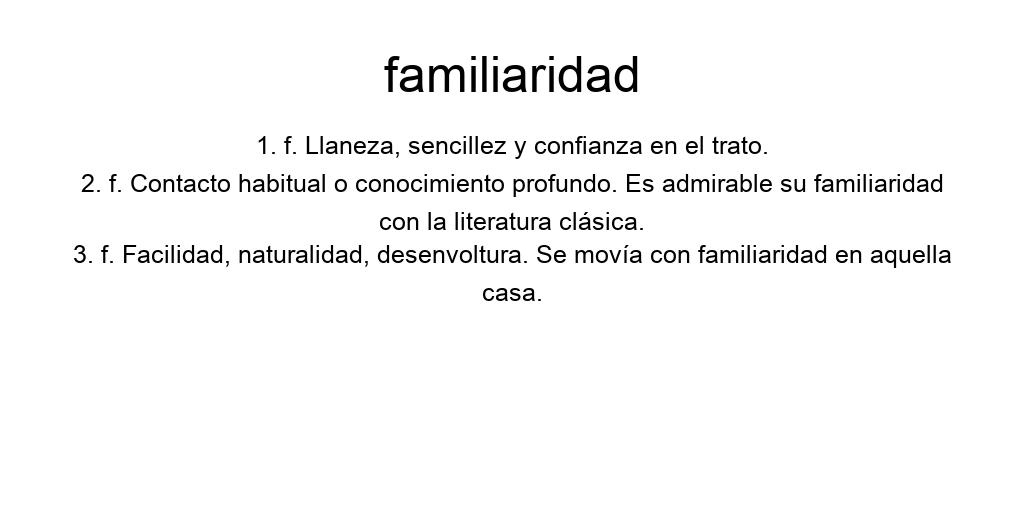 familiaridad
1. f. Llaneza, sencillez y confianza en el trato.
2. f. Contacto habitual o conocimiento profundo. Es admirable su familiaridad
con la literatura clásica.
3. f. Facilidad, naturalidad, desenvoltura. Se movía con familiaridad en aquella
casa.